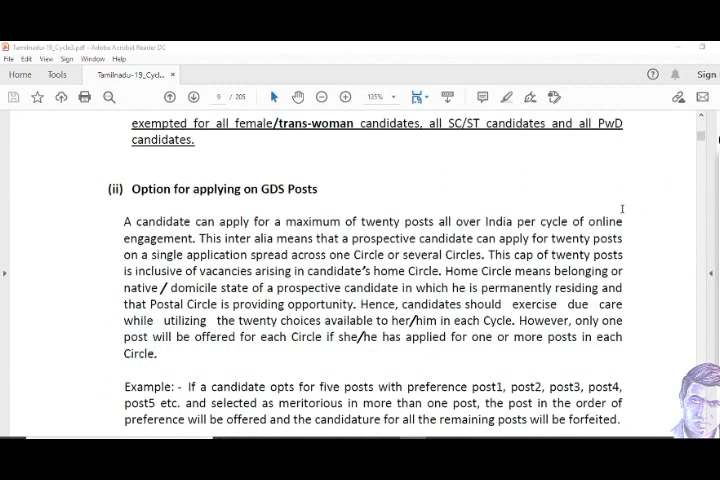 Tamilnadu-19_Cycle3.pdf - Adobe Acrobat Reader DC
File Edit View Sign Window Help
Home Tools Tamilnadu-19_Cycl... × Sign
9 / 205 135%
exempted for all female/trans-woman candidates, all SC/ST candidates and all PwD
candidates.
(ii) Option for applying on GDS Posts
A candidate can apply for a maximum of twenty posts all over India per cycle of online
engagement. This inter alia means that a prospective candidate can apply for twenty posts
on a single application spread across one Circle or several Circles. This cap of twenty posts
is inclusive of vacancies arising in candidate's home Circle. Home Circle means belonging or
native / domicile state of a prospective candidate in which he is permanently residing and
that Postal Circle is providing opportunity. Hence, candidates should exercise due care
while utilizing the twenty choices available to her/him in each Cycle. However, only one
post will be offered for each Circle if she/he has applied for one or more posts in each
Circle.
Example: - If a candidate opts for five posts with preference post1, post2, post3, post4,
post5 etc. and selected as meritorious in more than one post, the post in the order of
preference will be offered and the candidature for all the remaining posts will be forfeited.